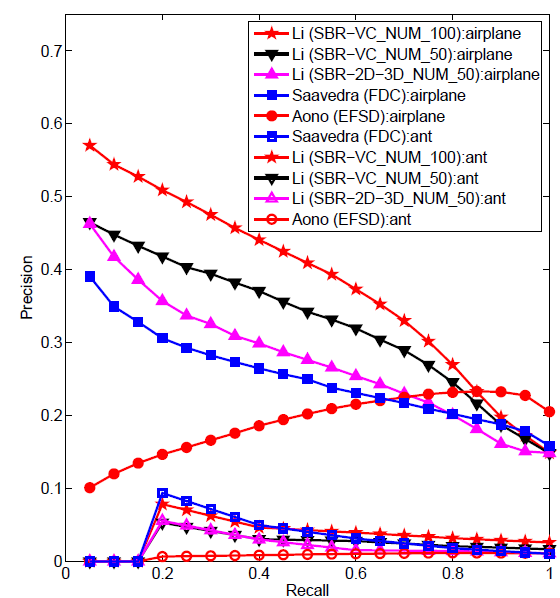 0.7
0.6
0.5
0.4
0.3
0.2
0.1
0
Precision
Li (SBR−VC_NUM_100):airplane
Li (SBR−VC_NUM_50):airplane
Li (SBR−2D−3D_NUM_50):airplane
Saavedra (FDC):airplane
Aono (EFSD):airplane
Saavedra (FDC):ant
Li (SBR−VC_NUM_100):ant
Li (SBR−VC_NUM_50):ant
Li (SBR−2D−3D_NUM_50):ant
Aono (EFSD):ant
0 0.2 0.4 0.6 0.8 1
Recall